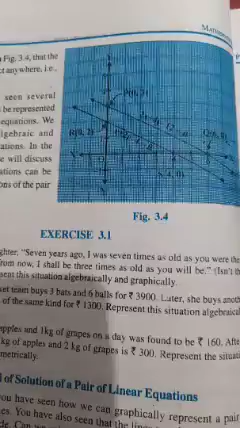 Mathem
Fig. 3.4, that the
t anywhere, i.e.,
seen several
be represented
equations. We
lgebraic and
ations. In the
e will discuss
ations can be
ons of the pair
Fig. 3.4
EXERCISE 3.1
ghter, "Seven years ago, I was seven times as old as you were the
from now, I shall be three times as old as you will be." (Isn't th
sent this situation algebraically and graphically.
ket team buys 3 bats and 6 balls for ₹ 3900. Later, she buys anoth
of the same kind for ₹ 1300. Represent this situation algebraical
apples and 1kg of grapes on a day was found to be ₹ 160. Afte
kg of apples and 2 kg of grapes is ₹ 300. Represent the situati
metrically.
l of Solution of a Pair of Linear Equations
ou have seen how we can graphically represent a pair
es. You have also seen that the lines